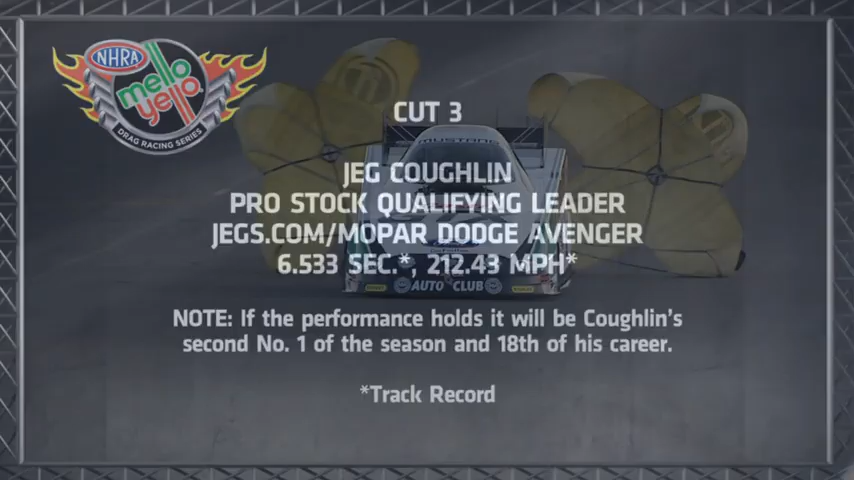 NHRA
mello
yello
DRAG RACING SERIES
CUT 3
JEG COUGHLIN
PRO STOCK QUALIFYING LEADER
JEGS.COM/MOPAR DODGE AVENGER
6.533 SEC.*, 212.43 MPH*
AUTO CLUB
NOTE: If the performance holds it will be Coughlin's
second No. 1 of the season and 18th of his career.
*Track Record